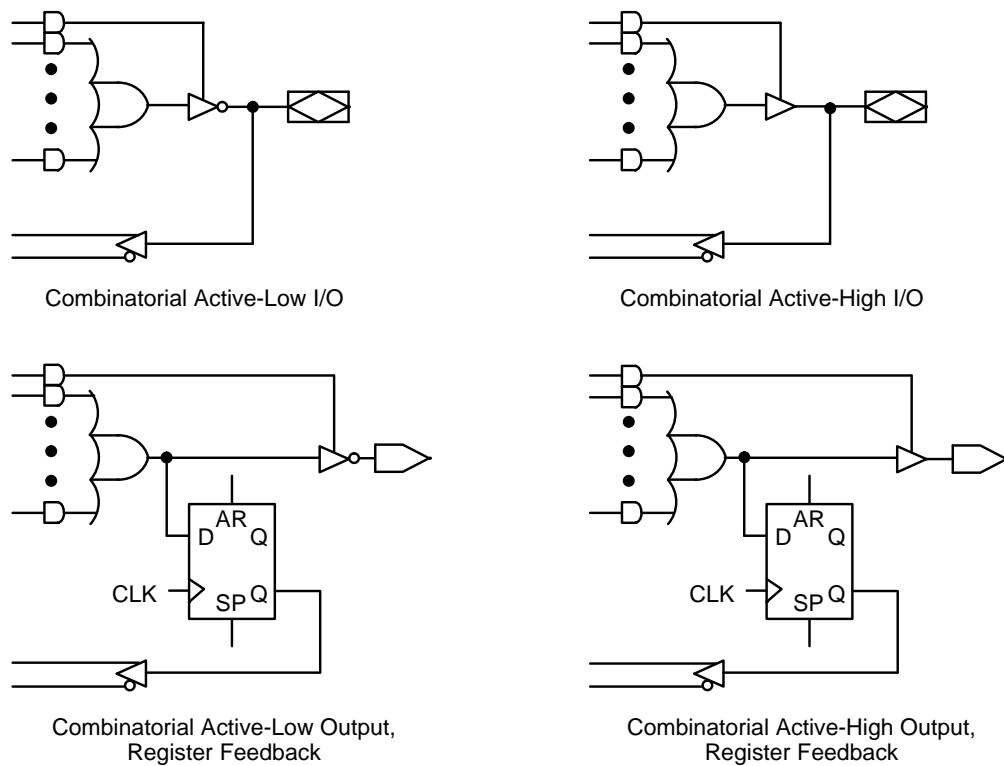 Combinatorial Active-Low I/O
Combinatorial Active-High I/O
AR
D Q
CLK
SP Q
AR
D Q
CLK
SP Q
Combinatorial Active-Low Output,
Register Feedback
Combinatorial Active-High Output,
Register Feedback